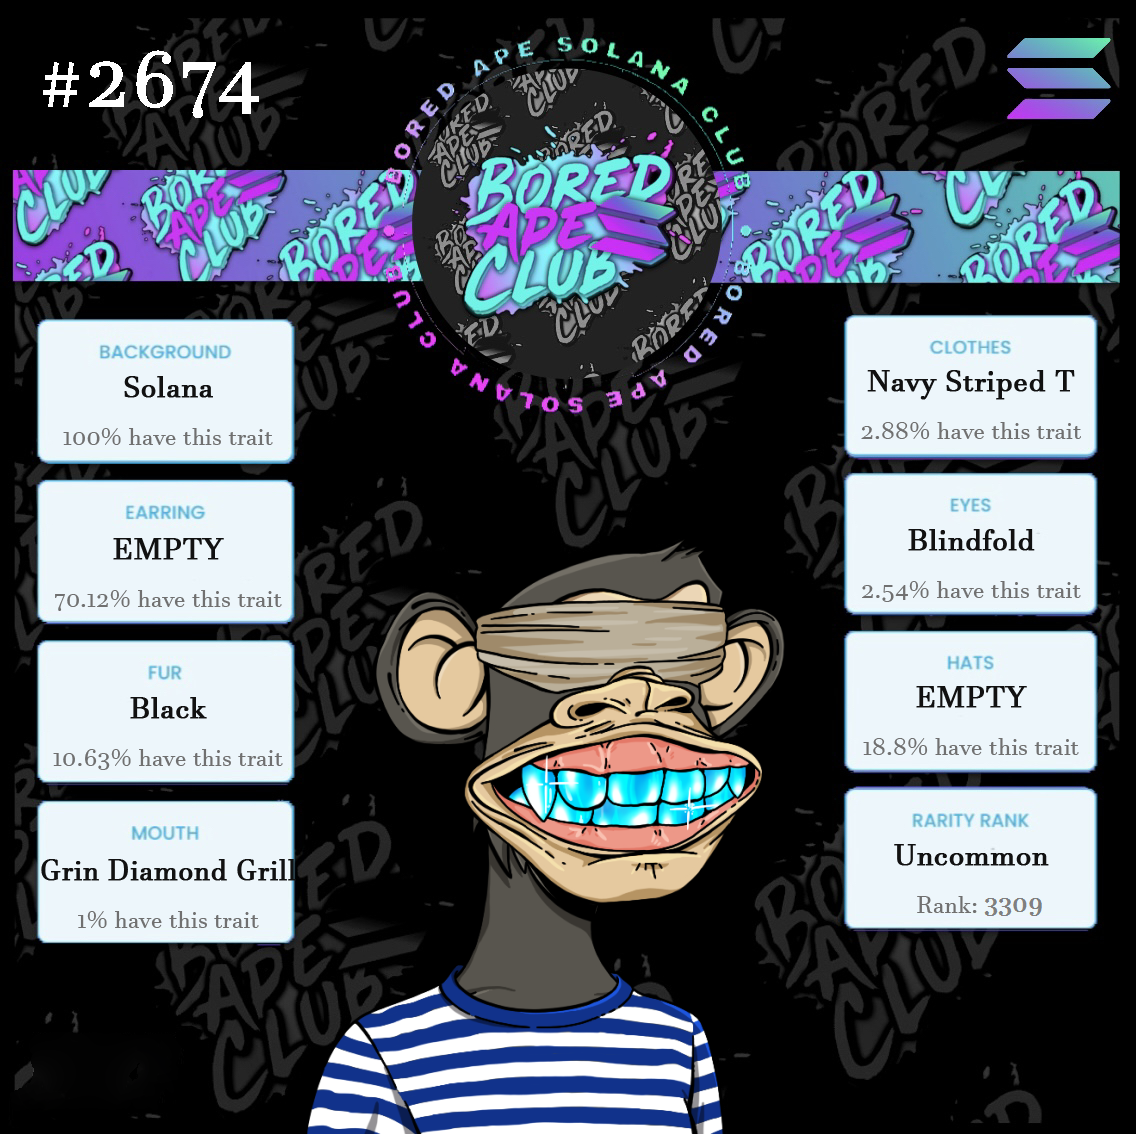 #2674
BORED APE SOLANA CLUB
BORED APE SOLANA CLUB
BORED
APE
CLUB
BACKGROUND
Solana
100% have this trait
EARRING
EMPTY
70.12% have this trait
FUR
Black
10.63% have this trait
MOUTH
Grin Diamond Grill
1% have this trait
CLOTHES
Navy Striped T
2.88% have this trait
EYES
Blindfold
2.54% have this trait
HATS
EMPTY
18.8% have this trait
RARITY RANK
Uncommon
Rank: 3309